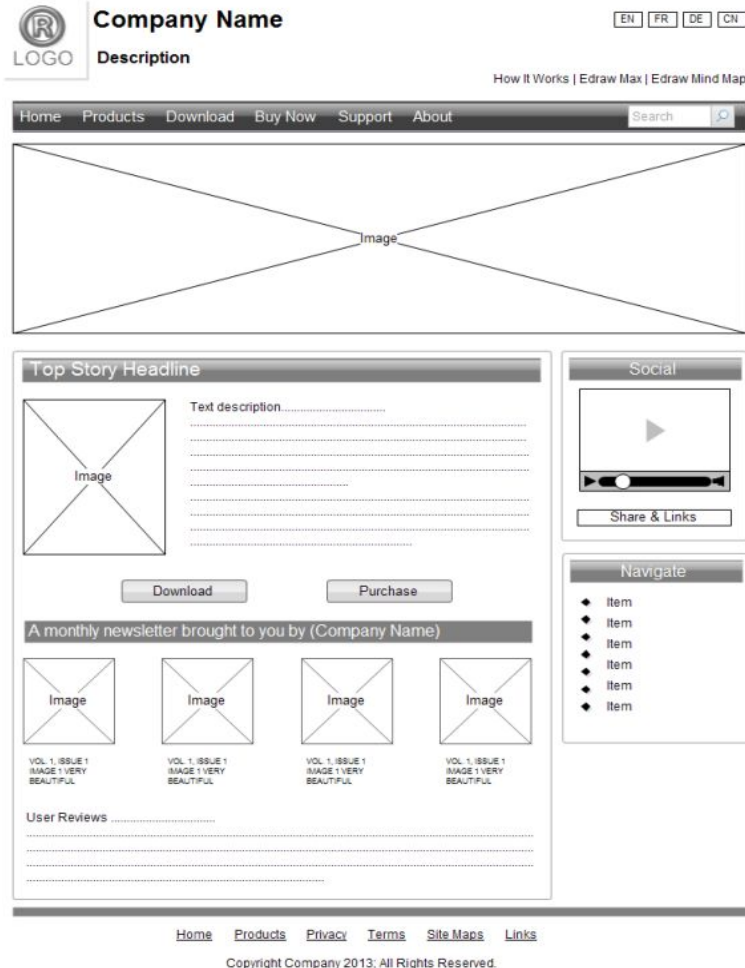 ®
LOGO
Company Name
Description
EN FR DE CN
How It Works | Edraw Max | Edraw Mind Map
Home Products Download Buy Now Support About Search
Image
Top Story Headline
Image
Text description..............................
Download Purchase
A monthly newsletter brought to you by (Company Name)
Image Image Image Image
VOL. 1, ISSUE 1
IMAGE 1 VERY
BEAUTIFUL
VOL. 1, ISSUE 1
IMAGE 1 VERY
BEAUTIFUL
VOL. 1, ISSUE 1
IMAGE 1 VERY
BEAUTIFUL
VOL. 1, ISSUE 1
IMAGE 1 VERY
BEAUTIFUL
User Reviews ..............................
Social
Share & Links
Navigate
Item
Item
Item
Item
Item
Item
Home Products Privacy Terms Site Maps Links
Copyright Company 2013; All Rights Reserved.